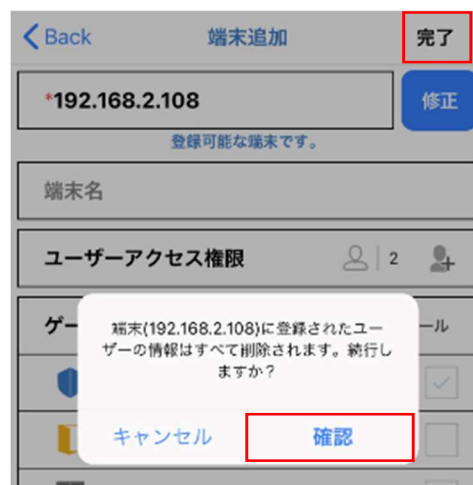 Back 端末追加 完了
*192.168.2.108 修正
登録可能な端末です。
端末名
ユーザーアクセス権限 2
ゲー ール
端末(192.168.2.108)に登録されたユー
ザーの情報はすべて削除されます。続行し
ますか？
キャンセル 確認